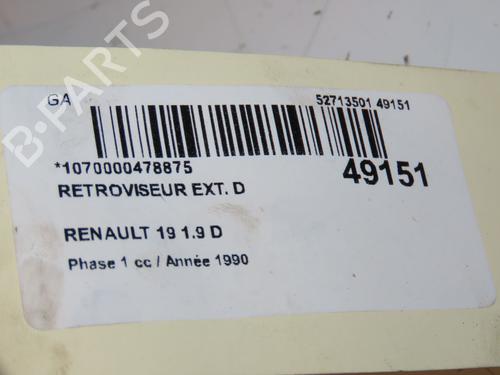 B-PARTS
GA
52713501 49151
*1070000478875
49151
RETROVISEUR EXT. D
RENAULT 19 1.9 D
Phase 1 cc / Année 1990